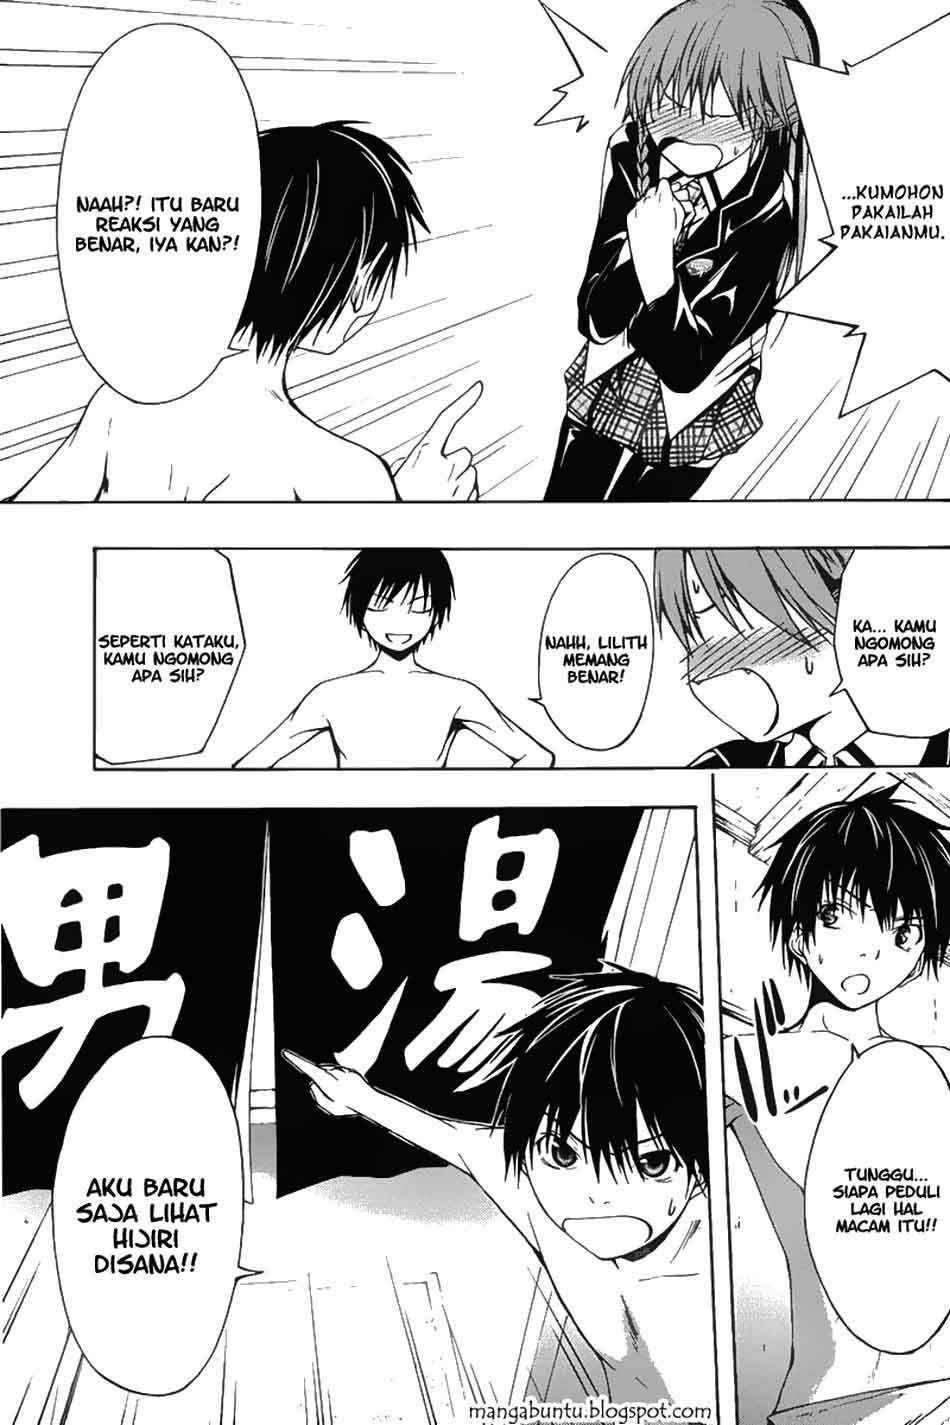 ...KUMOHON
PAKAILAH
PAKAIANMU.
NAAH?! ITU BARU
REAKSI YANG
BENAR, IYA KAN?!
KA... KAMU
NGOMONG
APA SIH?
NAHH, LILITH
MEMANG
BENAR!
SEPERTI KATAKU,
KAMU NGOMONG
APA SIH?
TUNGGU...
SIAPA PEDULI
LAGI HAL
MACAM ITU!!
男湯
AKU BARU
SAJA LIHAT
HIJIRI
DISANA!!
mangabuntu.blogspot.com